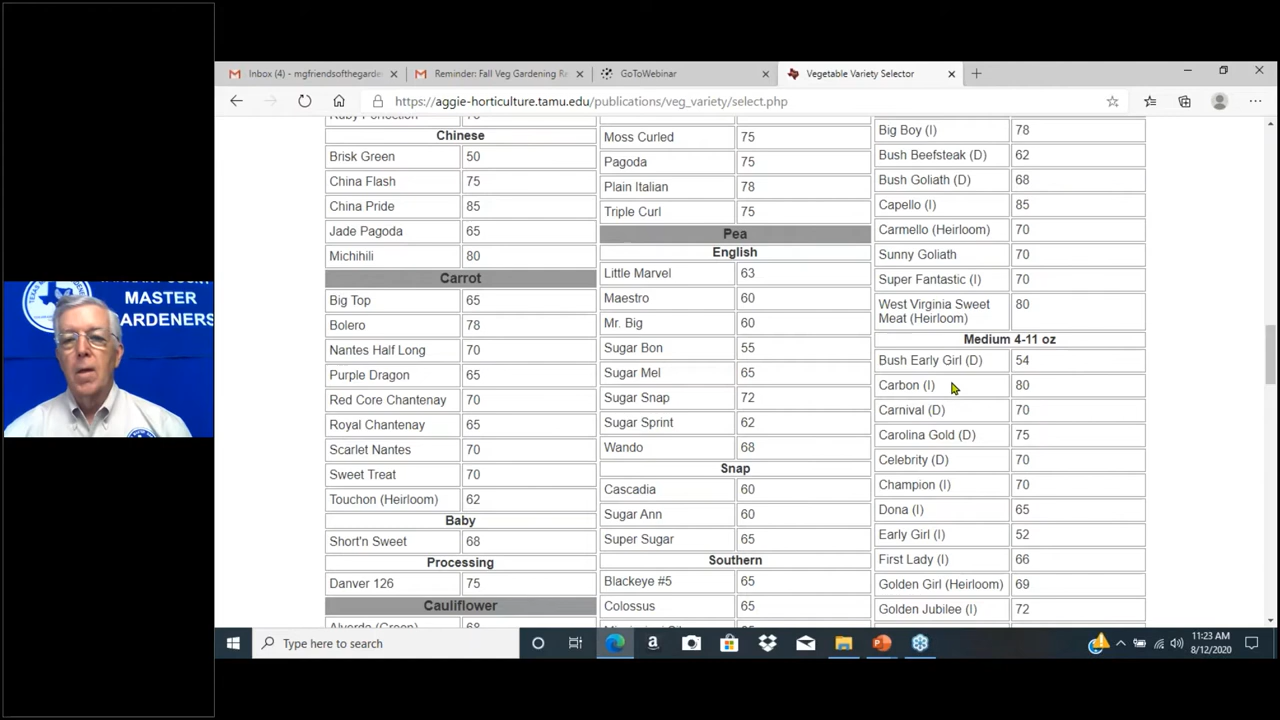 Inbox (4) - mgfriendsofthegarde
Reminder: Fall Veg Gardening Re
GoToWebinar
Vegetable Variety Selector
https://aggie-horticulture.tamu.edu/publications/veg_variety/select.php
Chinese
Brisk Green 50
China Flash 75
China Pride 85
Jade Pagoda 65
Michihili 80
Carrot
Big Top 65
Bolero 78
Nantes Half Long 70
Purple Dragon 65
Red Core Chantenay 70
Royal Chantenay 65
Scarlet Nantes 70
Sweet Treat 70
Touchon (Heirloom) 62
Baby
Short'n Sweet 68
Processing
Danver 126 75
Cauliflower
Moss Curled 75
Pagoda 75
Plain Italian 78
Triple Curl 75
Pea
English
Little Marvel 63
Maestro 60
Mr. Big 60
Sugar Bon 55
Sugar Mel 65
Sugar Snap 72
Sugar Sprint 62
Wando 68
Snap
Cascadia 60
Sugar Ann 60
Super Sugar 65
Southern
Blackeye #5 65
Colossus 65
Big Boy (I) 78
Bush Beefsteak (D) 62
Bush Goliath (D) 68
Capello (I) 85
Carmello (Heirloom) 70
Sunny Goliath 70
Super Fantastic (I) 70
West Virginia Sweet 80
Meat (Heirloom)
Medium 4-11 oz
Bush Early Girl (D) 54
Carbon (I) 80
Carnival (D) 70
Carolina Gold (D) 75
Celebrity (D) 70
Champion (I) 70
Dona (I) 65
Early Girl (I) 52
First Lady (I) 66
Golden Girl (Heirloom) 69
Golden Jubilee (I) 72
MASTER
GARDENERS
Type here to search
11:23 AM
8/12/2020